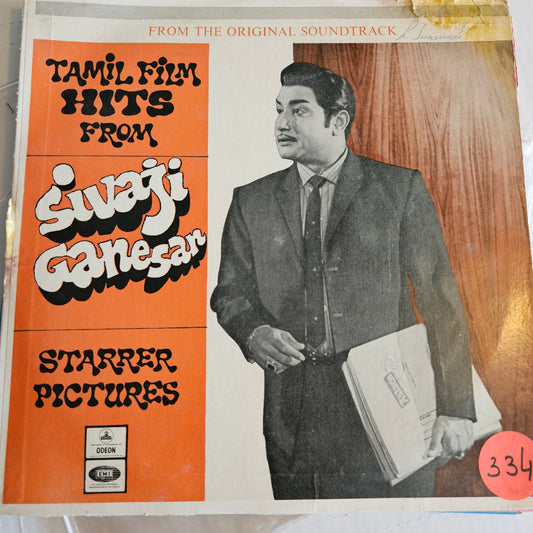 FROM THE ORIGINAL SOUNDTRACK
TAMIL FILM
HITS
FROM
Sivaji
Ganesan
STARRER
PICTURES
ODEON
EMI
334